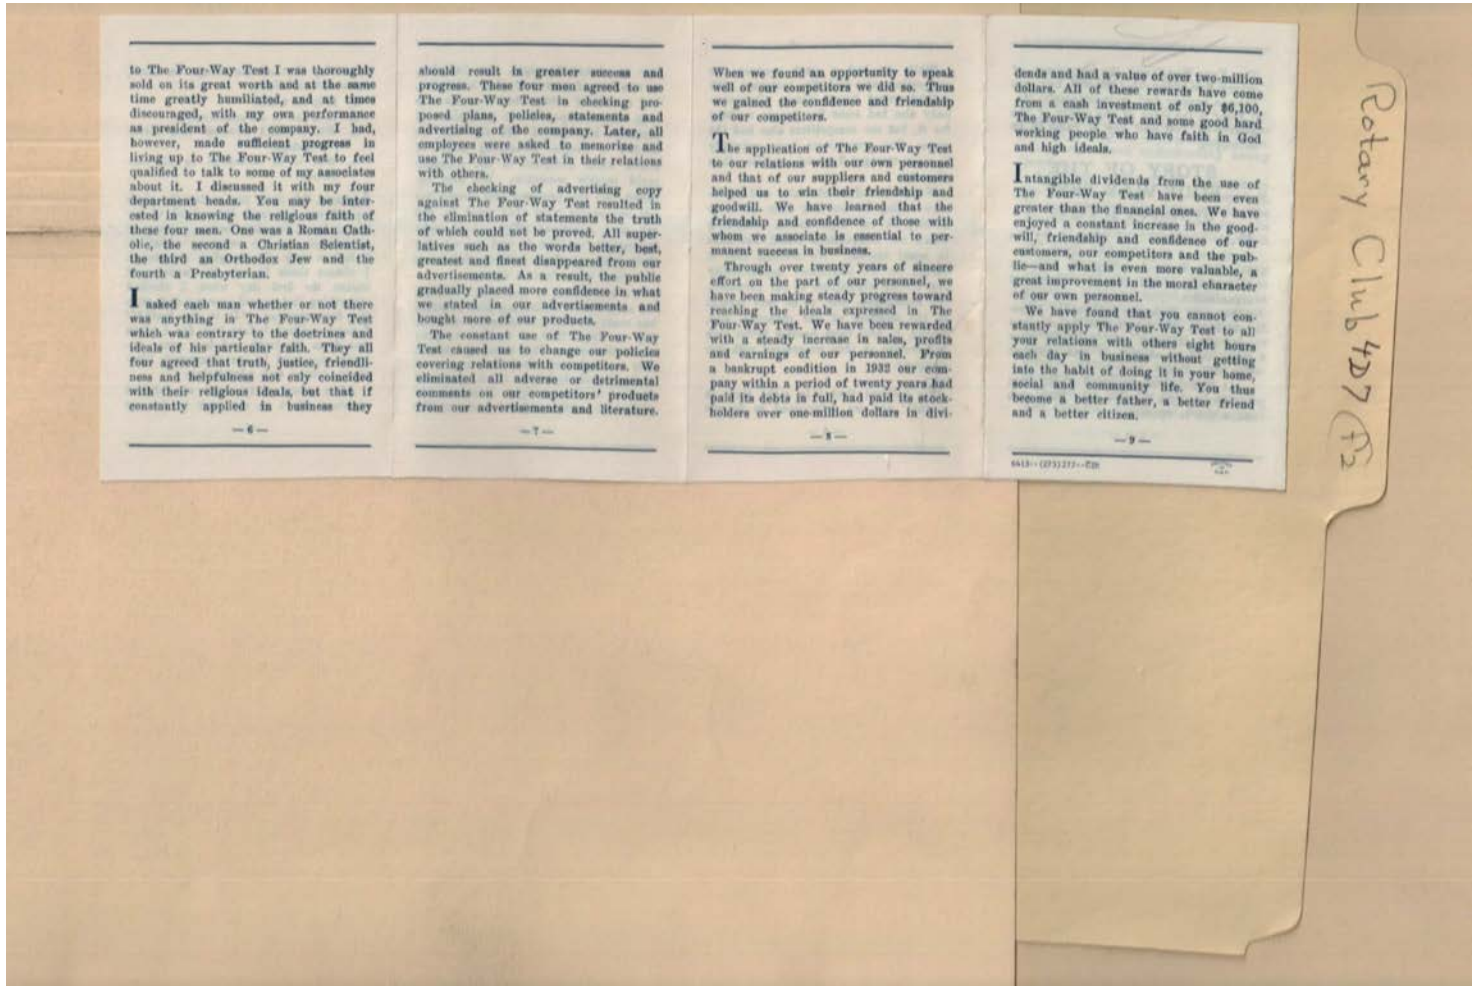 to The Four-Way Test I was thoroughly
sold on its great worth and at the same
time greatly humiliated, and at times
discouraged, with my own performance
as president of the company. I had,
however, made sufficient progress in
living up to The Four-Way Test to feel
qualified to talk to some of my associates
about it. I discussed it with my four
department heads. You may be inter-
ested in knowing the religious faith of
these four men. One was a Roman Cath-
olic, the second a Christian Scientist,
the third an Orthodox Jew and the
fourth a Presbyterian.
I asked each man whether or not there
was anything in The Four-Way Test
which was contrary to the doctrines and
ideals of his particular faith. They all
four agreed that truth, justice, friendli-
ness and helpfulness not only coincided
with their religious ideals, but that if
constantly applied in business they
—6—
should result in greater success and
progress. These four men agreed to use
The Four-Way Test in checking pro-
posed plans, policies, statements and
advertising of the company. Later, all
employees were asked to memorize and
use The Four-Way Test in their relations
with others.
The checking of advertising copy
against The Four-Way Test resulted in
the elimination of statements the truth
of which could not be proved. All super-
latives such as the words better, best,
greatest and finest disappeared from our
advertisements. As a result, the public
gradually placed more confidence in what
we stated in our advertisements and
bought more of our products.
The constant use of The Four-Way
Test caused us to change our policies
covering relations with competitors. We
eliminated all adverse or detrimental
comments on our competitors' products
from our advertisements and literature.
—7—
When we found an opportunity to speak
well of our competitors we did so. Thus
we gained the confidence and friendship
of our competitors.
The application of The Four-Way Test
to our relations with our own personnel
and that of our suppliers and customers
helped us to win their friendship and
goodwill. We have learned that the
friendship and confidence of those with
whom we associate is essential to per-
manent success in business.
Through over twenty years of sincere
effort on the part of our personnel, we
have been making steady progress toward
reaching the ideals expressed in The
Four-Way Test. We have been rewarded
with a steady increase in sales, profits
and earnings of our personnel. From
a bankrupt condition in 1932 our com-
pany within a period of twenty years had
paid its debts in full, had paid its stock-
holders over one-million dollars in divi-
—8—
dends and had a value of over two-million
dollars. All of these rewards have come
from a cash investment of only $6,100,
The Four-Way Test and some good hard
working people who have faith in God
and high ideals.
Intangible dividends from the use of
The Four-Way Test have been even
greater than the financial ones. We have
enjoyed a constant increase in the good-
will, friendship and confidence of our
customers, our competitors and the pub-
lic—and what is even more valuable, a
great improvement in the moral character
of our own personnel.
We have found that you cannot con-
stantly apply The Four-Way Test to all
your relations with others eight hours
each day in business without getting
into the habit of doing it in your home,
social and community life. You thus
become a better father, a better friend
and a better citizen.
—9—
Rotary Club 4D7